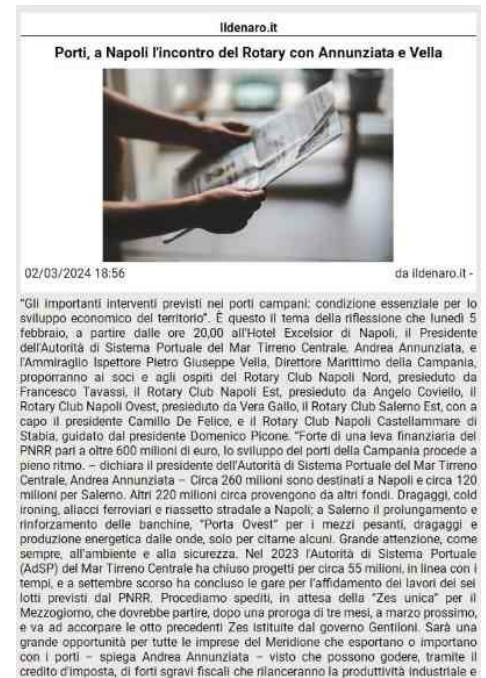 Ildenaro.it
Porti, a Napoli l'incontro del Rotary con Annunziata e Vella
02/03/2024 18:56
da ildenaro.it -
"Gli importanti interventi previsti nei porti campani: condizione essenziale per lo
sviluppo economico del territorio". È questo il tema della riflessione che lunedì 5
febbraio, a partire dalle ore 20,00 all'Hotel Excelsior di Napoli, il Presidente
dell'Autorità di Sistema Portuale del Mar Tirreno Centrale, Andrea Annunziata, e
l'Ammiraglio Ispettore Pietro Giuseppe Vella, Direttore Marittimo della Campania,
proporranno ai soci e agli ospiti del Rotary Club Napoli Nord, presieduto da
Francesco Tavassi, il Rotary Club Napoli Est, presieduto da Angelo Coviello, il
Rotary Club Napoli Ovest, presieduto da Vera Gallo, il Rotary Club Salerno Est, con a
capo il presidente Camillo De Felice, e il Rotary Club Napoli Castellammare di
Stabia, guidato dal presidente Domenico Picone. "Forte di una leva finanziaria del
PNRR pari a oltre 600 milioni di euro, lo sviluppo dei porti della Campania procede a
pieno ritmo. – dichiara il presidente dell'Autorità di Sistema Portuale del Mar Tirreno
Centrale, Andrea Annunziata – Circa 260 milioni sono destinati a Napoli e circa 120
milioni per Salerno. Altri 220 milioni circa provengono da altri fondi. Dragaggi, cold
ironing, allacci ferroviari e riassetto stradale a Napoli; a Salerno il prolungamento e
rinforzamento delle banchine, "Porta Ovest" per i mezzi pesanti, dragaggi e
produzione energetica dalle onde, solo per citarne alcuni. Grande attenzione, come
sempre, all'ambiente e alla sicurezza. Nel 2023 l'Autorità di Sistema Portuale
(AdSP) del Mar Tirreno Centrale ha chiuso progetti per circa 55 milioni, in linea con i
tempi, e a settembre scorso ha concluso le gare per l'affidamento dei lavori dei sei
lotti previsti dal PNRR. Procediamo spediti, in attesa della "Zes unica" per il
Mezzogiorno, che dovrebbe partire, dopo una proroga di tre mesi, a marzo prossimo,
e va ad accorpare le otto precedenti Zes Istituite dal governo Gentiloni. Sarà una
grande opportunità per tutte le imprese del Meridione che esportano o importano
con i porti – spiega Andrea Annunziata – visto che possono godere, tramite il
credito d'imposta, di forti sgravi fiscali che rilanceranno la produttività industriale e